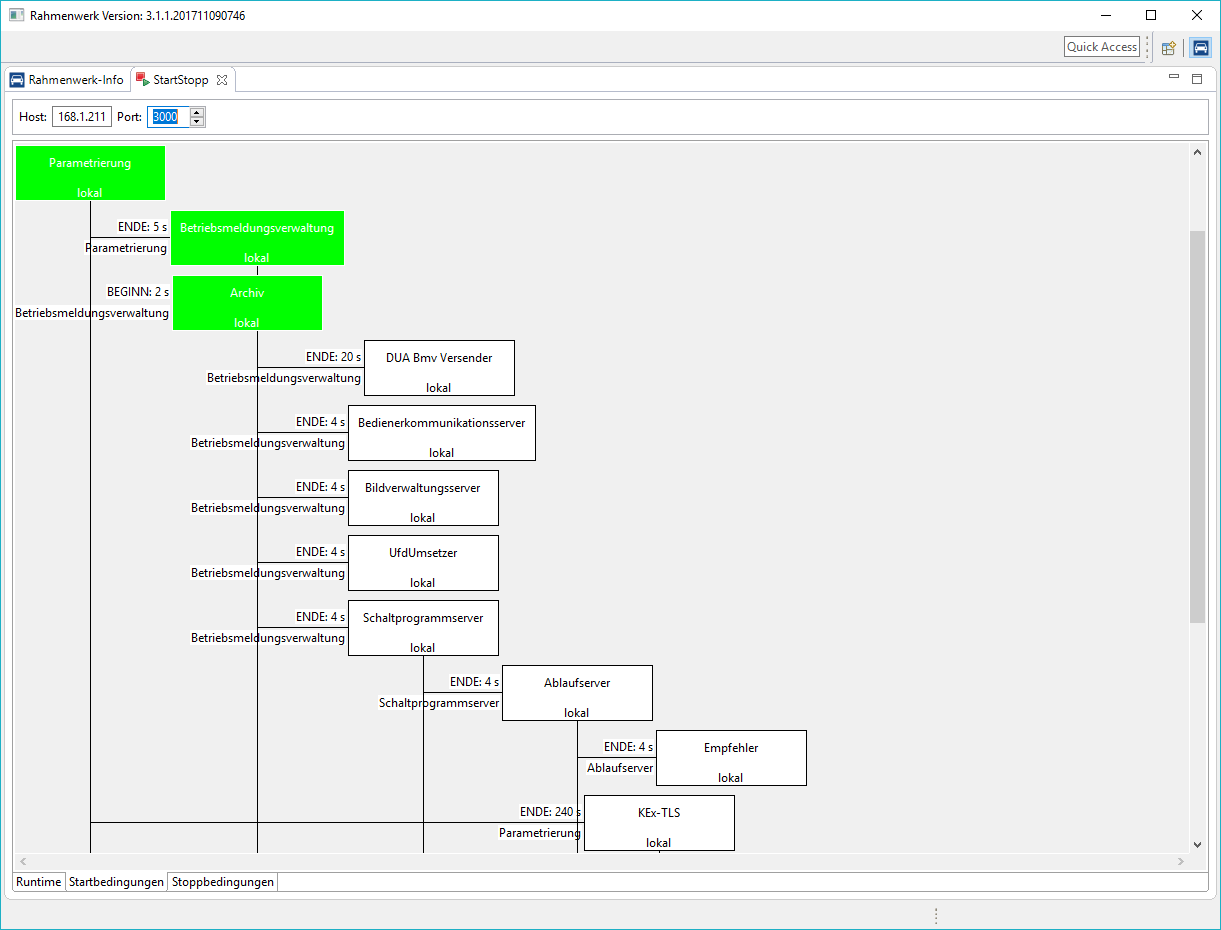 Rahmenwerk Version: 3.1.1.201711090746
Quick Access
Rahmenwerk-Info
StartStopp
Host: 168.1.211 Port: 3000
Parametrierung
lokal
ENDE: 5 s
Parametrierung
Betriebsmeldungsverwaltung
lokal
BEGINN: 2 s
Betriebsmeldungsverwaltung
Archiv
lokal
ENDE: 20 s
Betriebsmeldungsverwaltung
DUA Bmv Versender
lokal
ENDE: 4 s
Betriebsmeldungsverwaltung
Bedienerkommunikationsserver
lokal
ENDE: 4 s
Betriebsmeldungsverwaltung
Bildverwaltungsserver
lokal
ENDE: 4 s
Betriebsmeldungsverwaltung
UfdUmsetzer
lokal
ENDE: 4 s
Betriebsmeldungsverwaltung
Schaltprogrammserver
lokal
ENDE: 4 s
Schaltprogrammserver
Ablaufserver
lokal
ENDE: 4 s
Ablaufserver
Empfehler
lokal
ENDE: 240 s
Parametrierung
KEx-TLS
lokal
Runtime Startbedingungen Stoppbedingungen